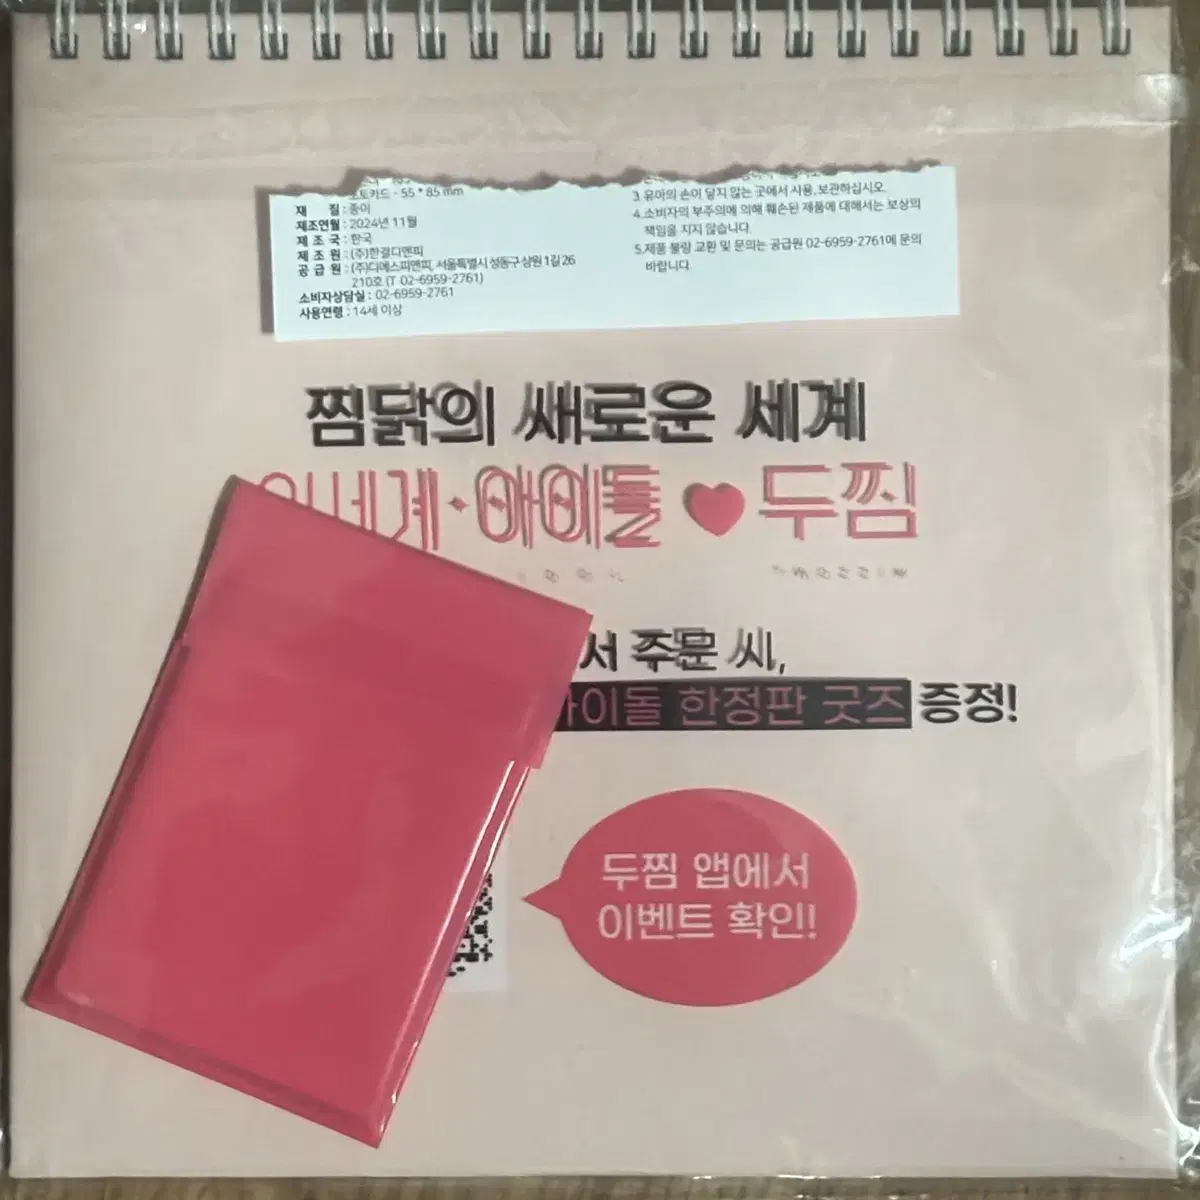 포토카드 - 55 * 85 mm
재 질 : 종이
제조연월 : 2024년 11월
제 조 국 : 한국
제 조 원 : (주)한결디앤피
공 급 원 : (주)디에스피앤피, 서울특별시 성동구 상원1길 26
210호 (T 02-6959-2761)
소비자상담실 : 02-6959-2761
사용연령 : 14세 이상
3. 유아의 손이 닿지 않는 곳에서 사용, 보관하십시오.
4. 소비자의 부주의에 의해 훼손된 제품에 대해서는 보상의
책임을 지지 않습니다.
5. 제품 불량 교환 및 문의는 공급원 02-6959-2761에 문의
바랍니다.
찜닭의 새로운 세계
이세계 아이돌 ♥ 두찜
서 주문 시,
아이돌 한정판 굿즈 증정!
두찜 앱에서
이벤트 확인!